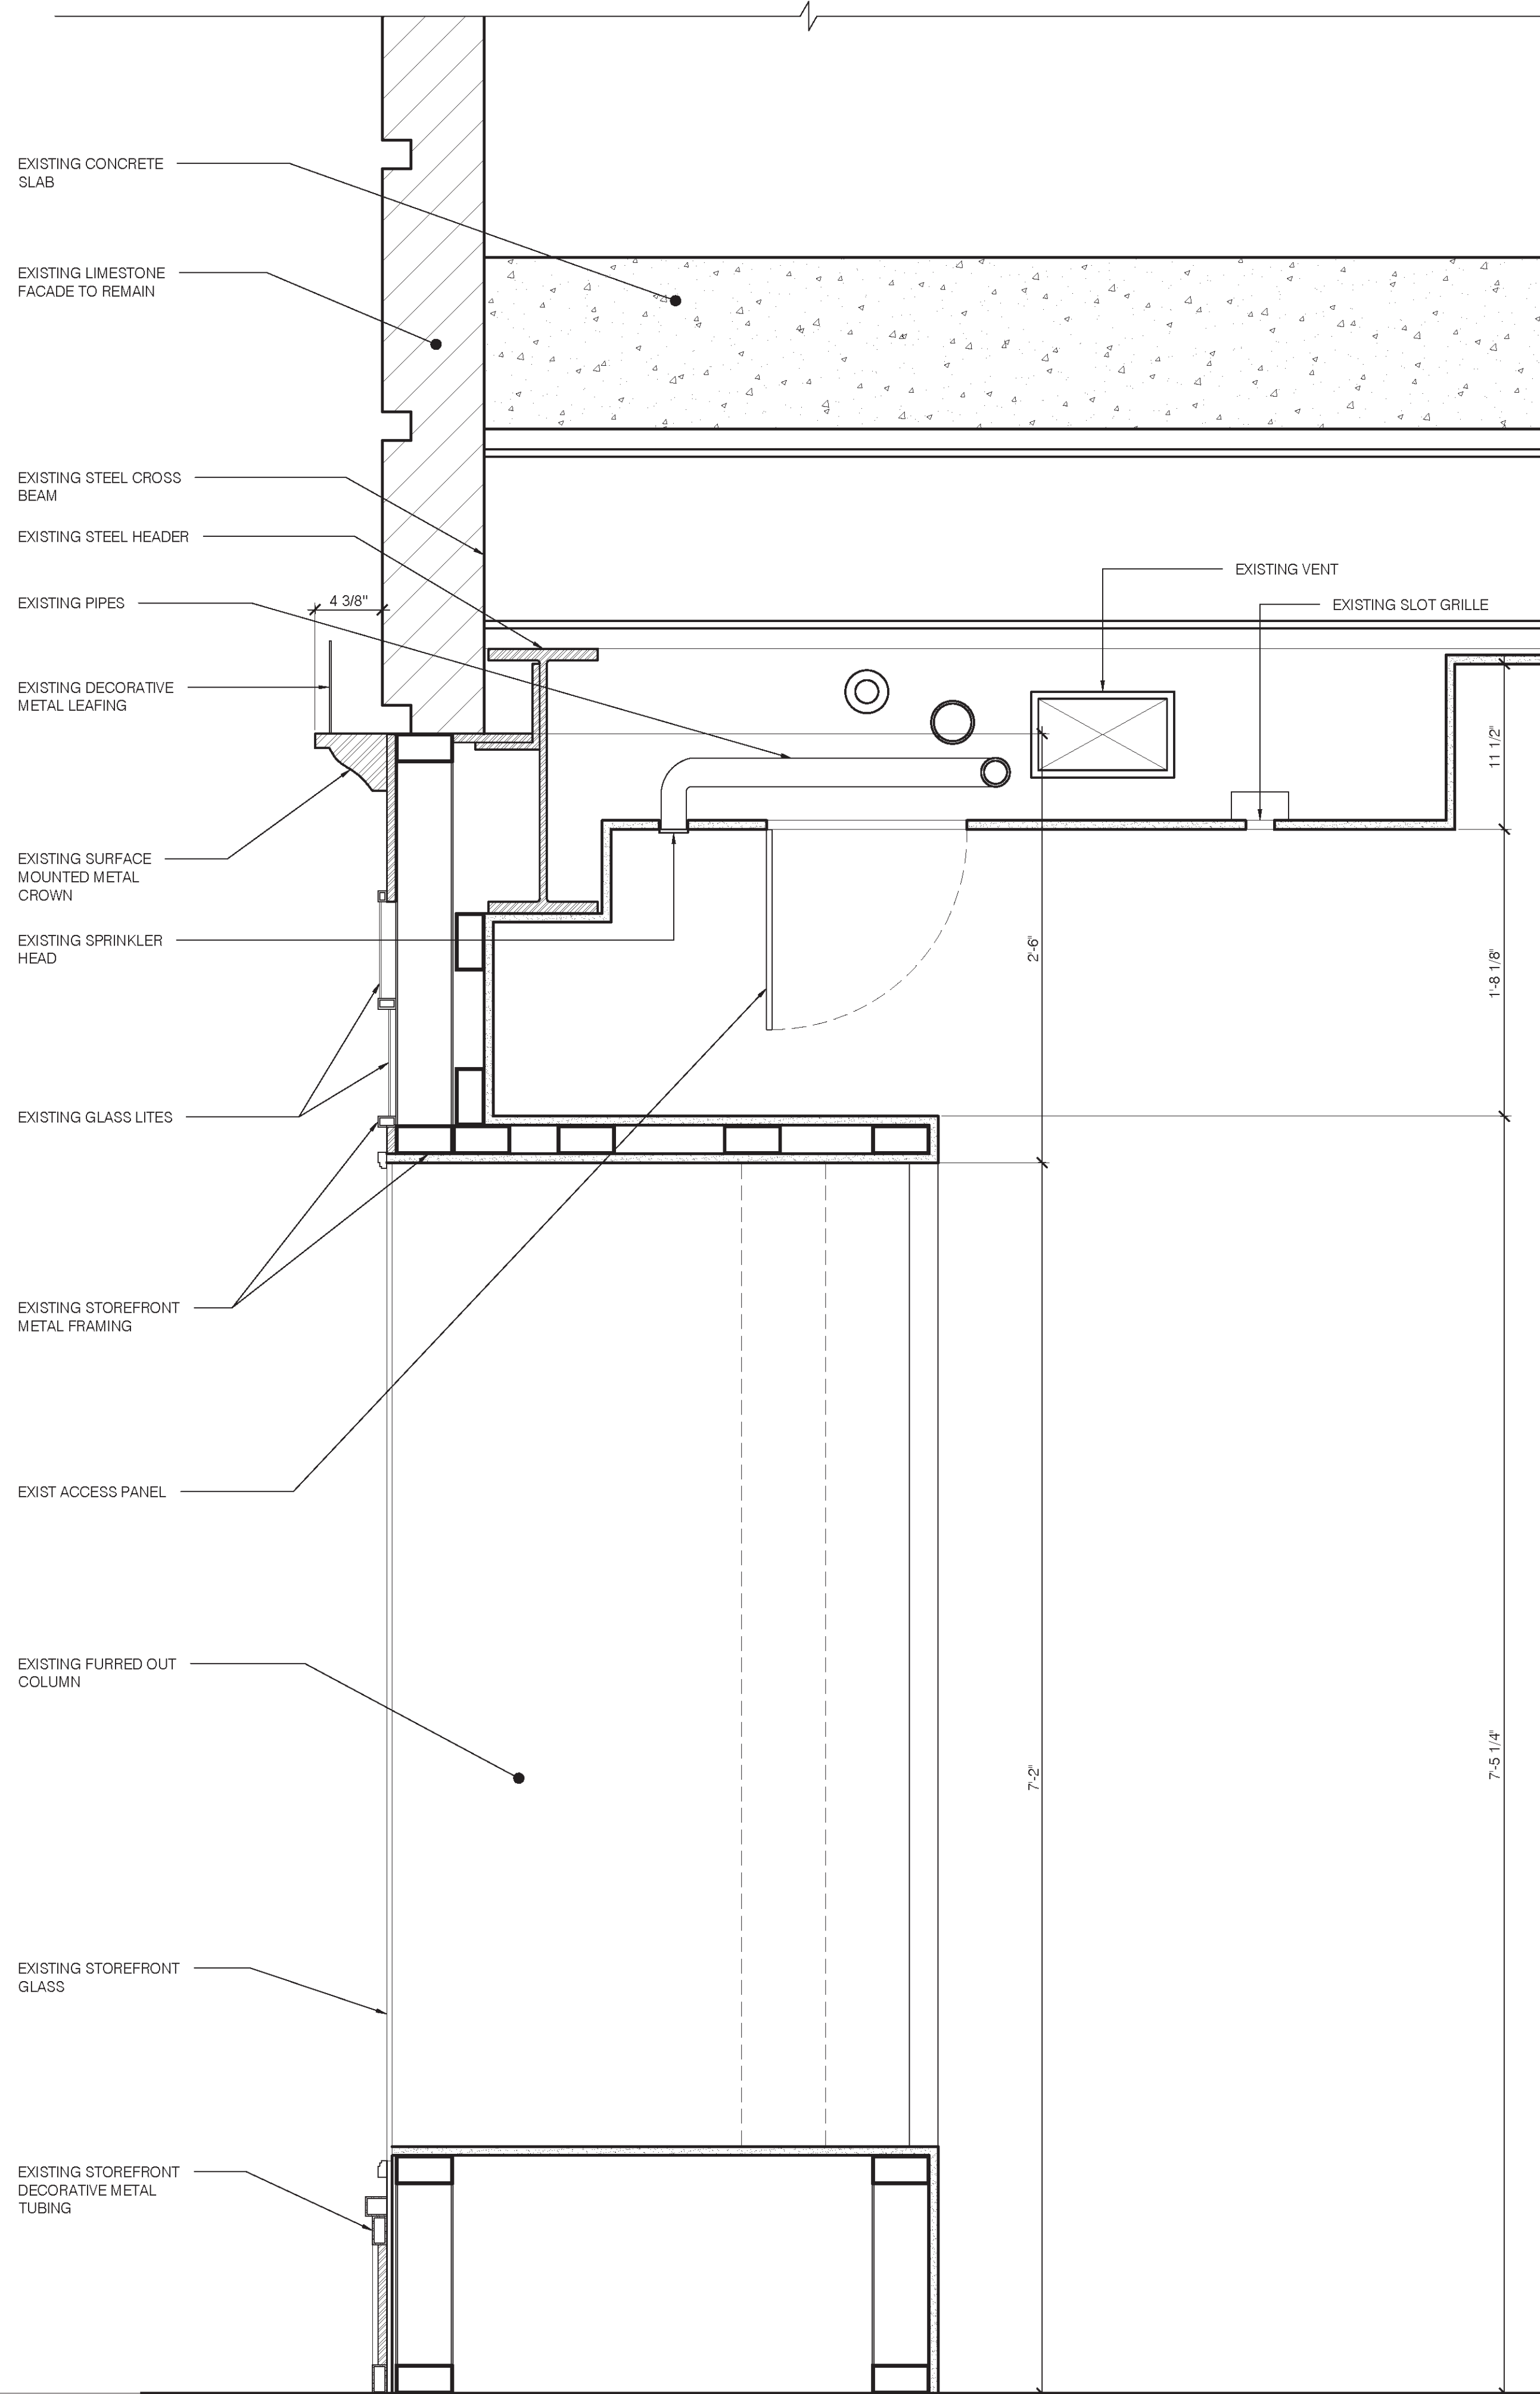 EXISTING CONCRETE
SLAB
EXISTING LIMESTONE
FACADE TO REMAIN
EXISTING STEEL CROSS
BEAM
EXISTING STEEL HEADER
EXISTING VENT
EXISTING PIPES
4 3/8"
EXISTING SLOT GRILLE
EXISTING DECORATIVE
METAL LEAFING
11 1/2"
EXISTING SURFACE
MOUNTED METAL
CROWN
EXISTING SPRINKLER
HEAD
2'-6"
1'-8 1/8"
EXISTING GLASS LITES
EXISTING STOREFRONT
METAL FRAMING
EXIST ACCESS PANEL
EXISTING FURRED OUT
COLUMN
7'-2"
7'-5 1/4"
EXISTING STOREFRONT
GLASS
EXISTING STOREFRONT
DECORATIVE METAL
TUBING